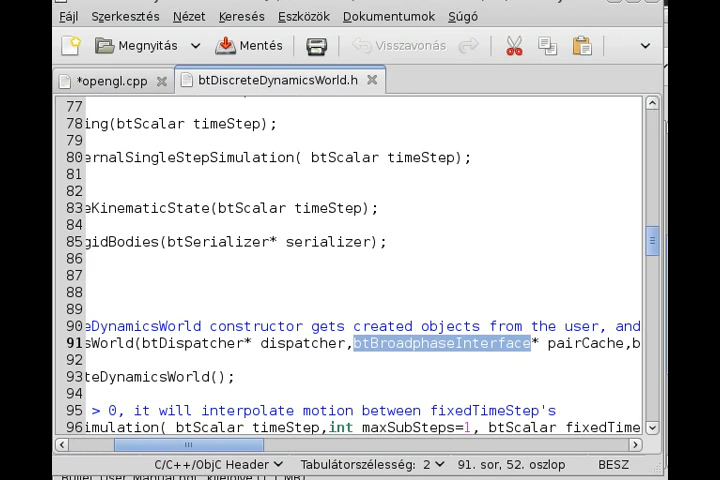 Fájl Szerkesztés Nézet Keresés Eszközök Dokumentumok Súgó
Megnyitás Mentés Visszavonás
*opengl.cpp btDiscreteDynamicsWorld.h
77
78 ing(btScalar timeStep);
79
80 ernalSingleStepSimulation( btScalar timeStep);
81
82
83 eKinematicState(btScalar timeStep);
84
85 gidBodies(btSerializer* serializer);
86
87
88
89
90 eDynamicsWorld constructor gets created objects from the user, and
91 sWorld(btDispatcher* dispatcher,btBroadphaseInterface* pairCache,b
92
93 teDynamicsWorld();
94
95 > 0, it will interpolate motion between fixedTimeStep's
96 imulation( btScalar timeStep,int maxSubSteps=1, btScalar fixedTime
C/C++/ObjC Header Tabulátorszélesség: 2 91. sor, 52. oszlop BESZ